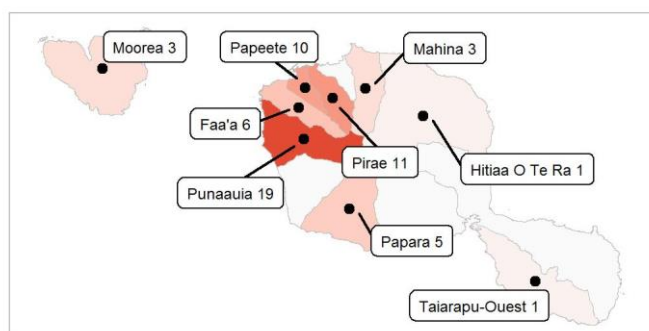 Moorea 3
Papeete 10
Mahina 3
Faa'a 6
Pirae 11
Hitiaa O Te Ra 1
Punaauia 19
Papara 5
Taiarapu-Ouest 1